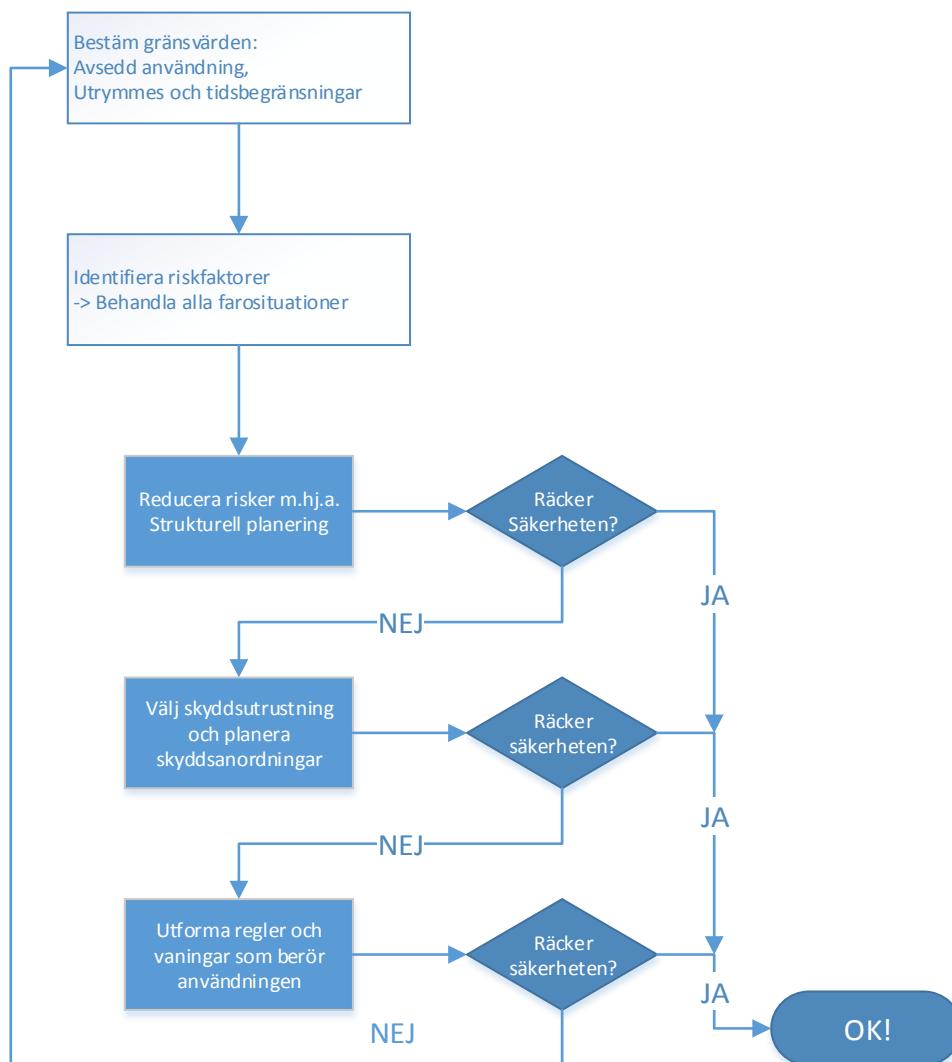 Bestäm gränsvärden:
Avsedd användning,
Utrymmes och tidsbegränsningar
Identifiera riskfaktorer
-> Behandla alla farosituationer
Reducera risker m.hj.a.
Strukturell planering
Räcker
Säkerheten?
JA
NEJ
Välj skyddsutrustning
och planera
skyddsanordningar
Räcker
säkerheten?
JA
NEJ
Utforma regler och
vaningar som berör
användningen
Räcker
säkerheten?
JA
NEJ
OK!